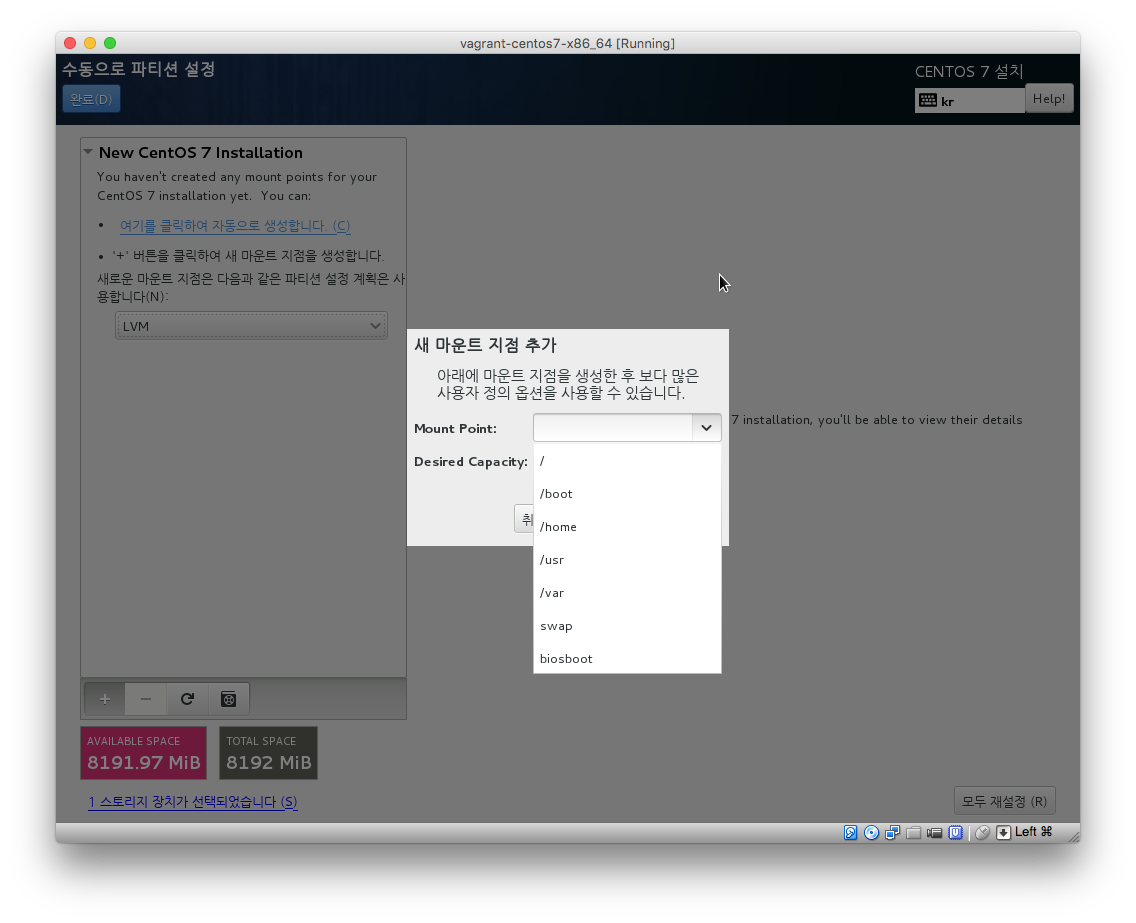 vagrant-centos7-x86_64 [Running]
수동으로 파티션 설정
CENTOS 7 설치
완료(D)
kr
Help!
New CentOS 7 Installation
You haven't created any mount points for your
CentOS 7 installation yet.  You can:
• 여기를 클릭하여 자동으로 생성합니다. (C)
• '+' 버튼을 클릭하여 새 마운트 지점을 생성합니다.
새로운 마운트 지점은 다음과 같은 파티션 설정 계획은 사
용합니다(N):
LVM
새 마운트 지점 추가
아래에 마운트 지점을 생성한 후 보다 많은
사용자 정의 옵션을 사용할 수 있습니다.
Mount Point:
Desired Capacity:
/
/boot
/home
/usr
/var
swap
biosboot
취
7 installation, you'll be able to view their details
AVAILABLE SPACE
8191.97 MiB
TOTAL SPACE
8192 MiB
1 스토리지 장치가 선택되었습니다 (S)
모두 재설정 (R)
Left ⌘